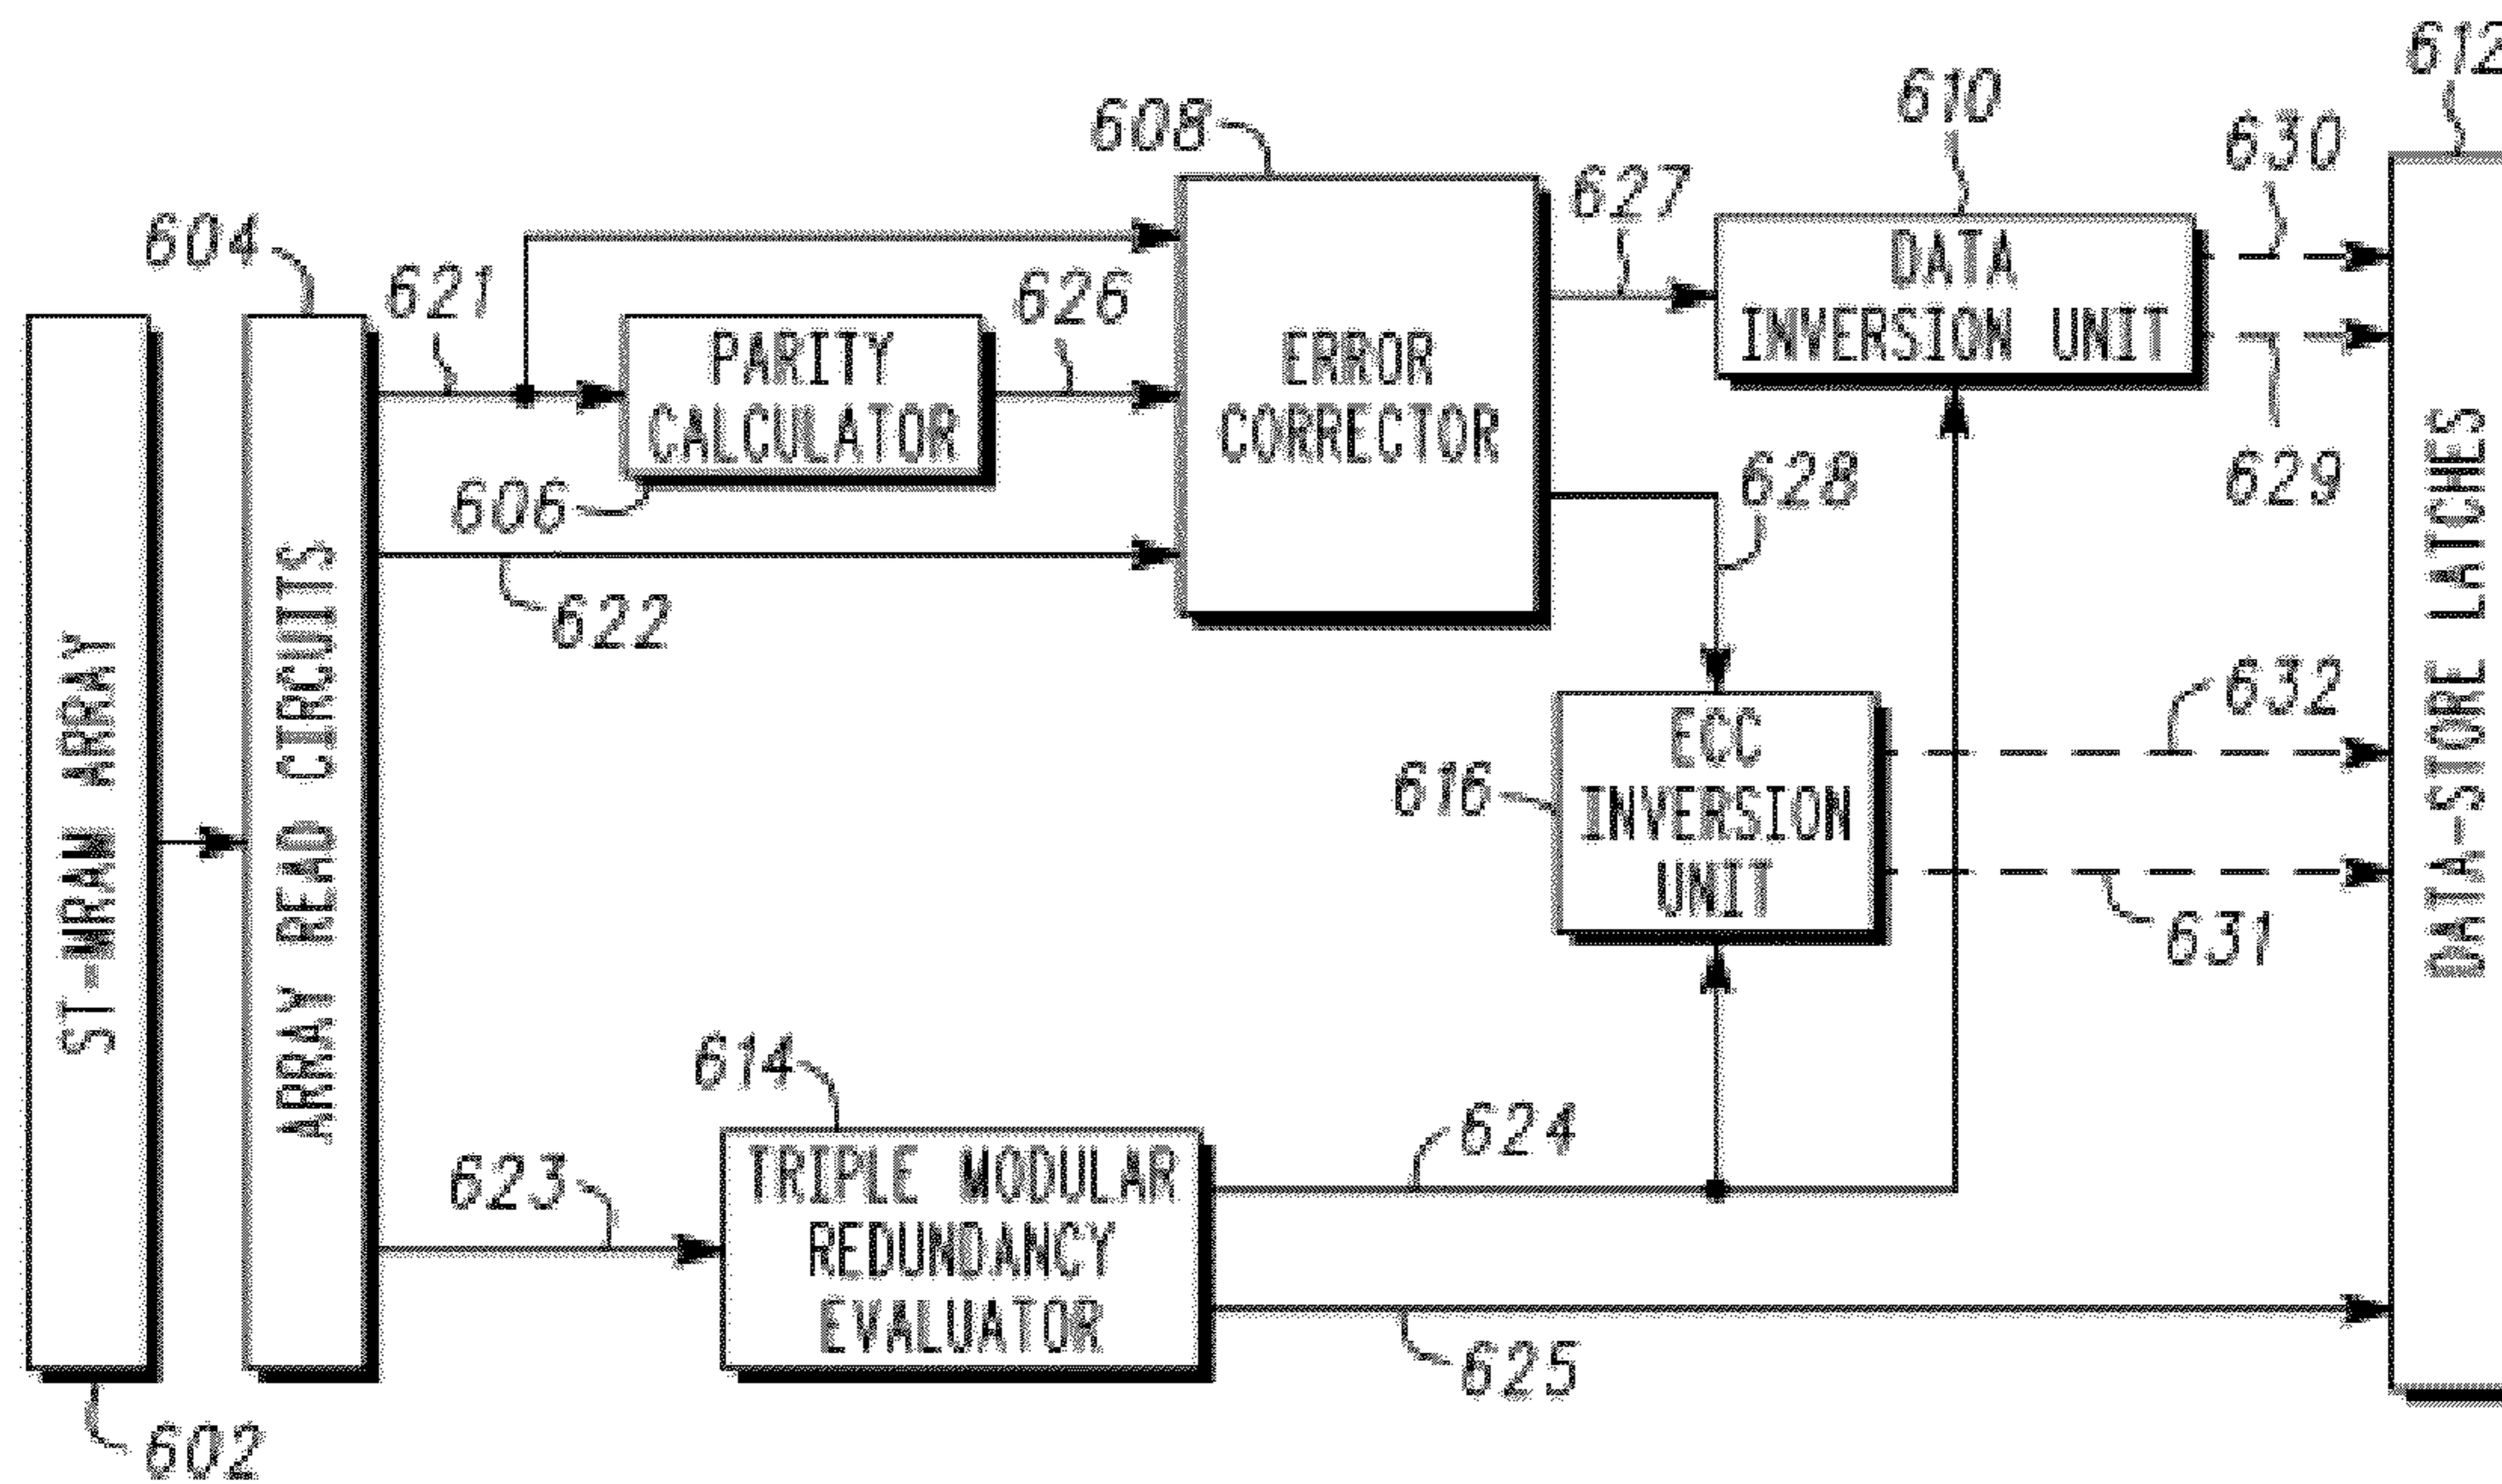 612
610
608
630
627
604
621
626
DATA
INVERSION UNIT
PARITY
CALCULATOR
ERROR
CORRECTOR
629
628
606
622
632
ST-MRAM ARRAY
ARRAY READ CIRCUITS
DATA-STORE LATCHES
616
ECC
INVERSION
UNIT
631
614
624
623
TRIPLE MODULAR
REDUNDANCY
EVALUATOR
625
602